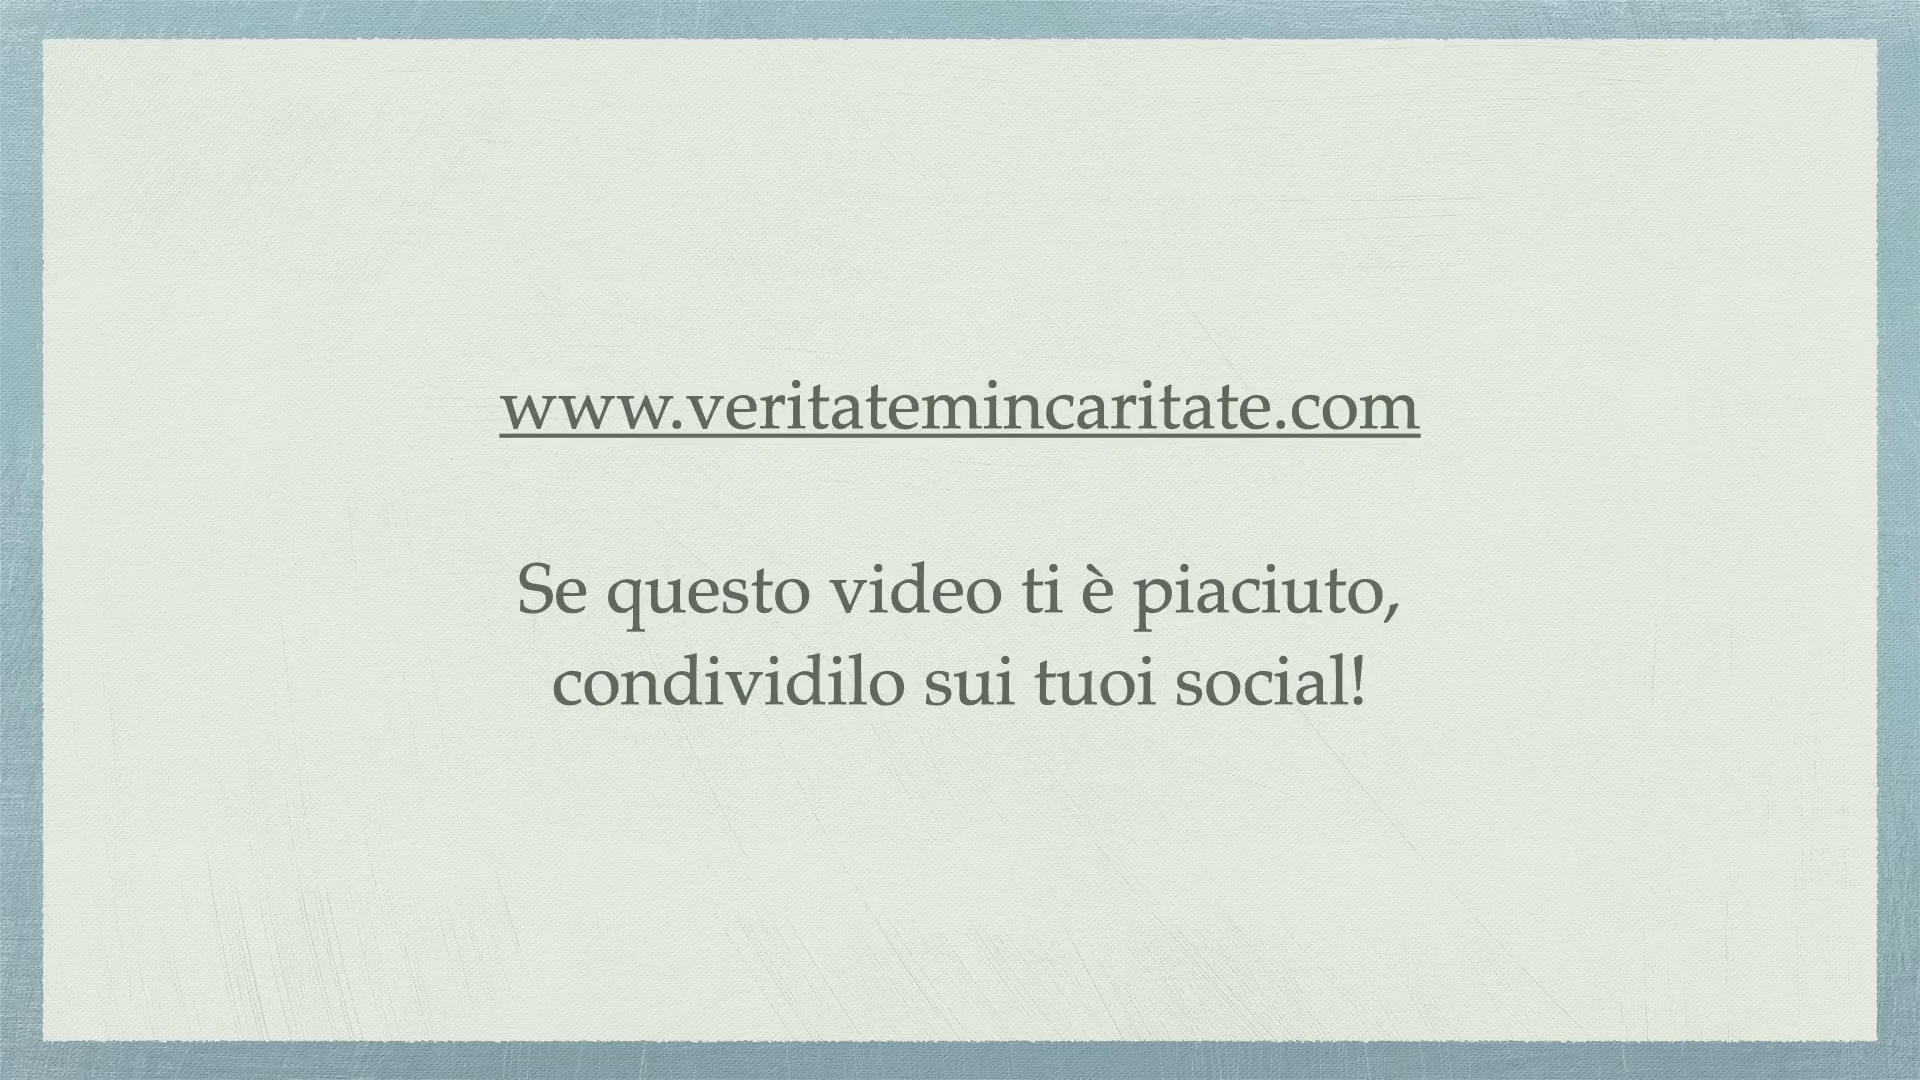 www.veritatemincaritate.com
Se questo video ti è piaciuto,
condividilo sui tuoi social!